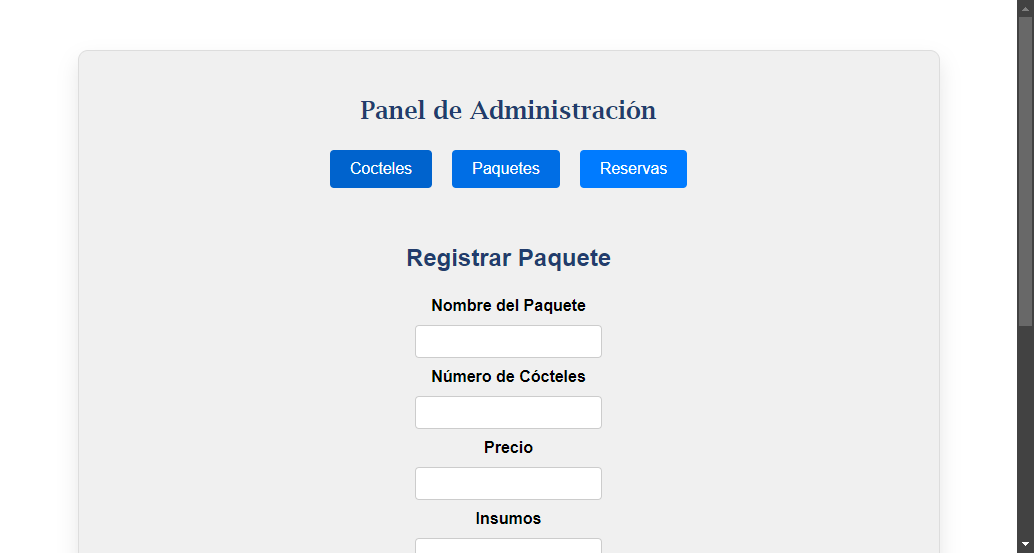 Panel de Administración
Cocteles Paquetes Reservas
Registrar Paquete
Nombre del Paquete
Número de Cócteles
Precio
Insumos